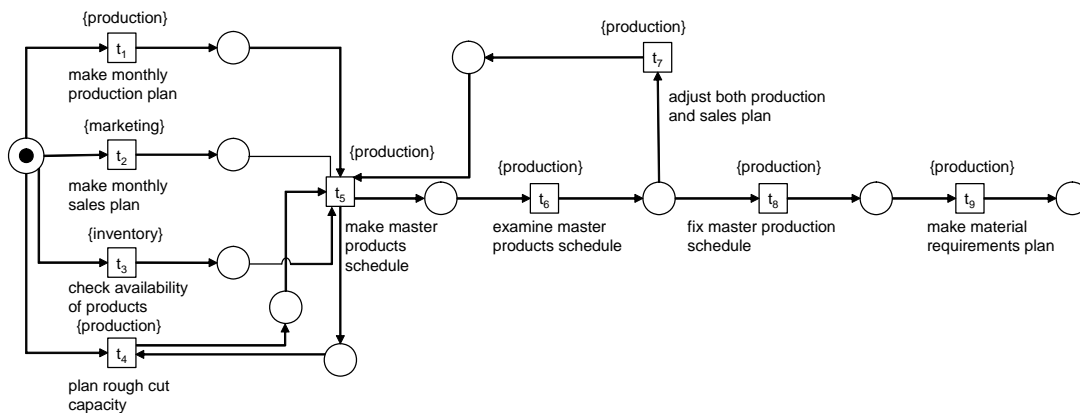 {production}
t1
make monthly
production plan
{marketing}
t2
make monthly
sales plan
{inventory}
t3
check availability
of products
{production}
t4
plan rough cut
capacity
{production}
t5
make master
products
schedule
{production}
t6
examine master
products schedule
{production}
t7
adjust both production
and sales plan
{production}
t8
fix master production
schedule
{production}
t9
make material
requirements plan